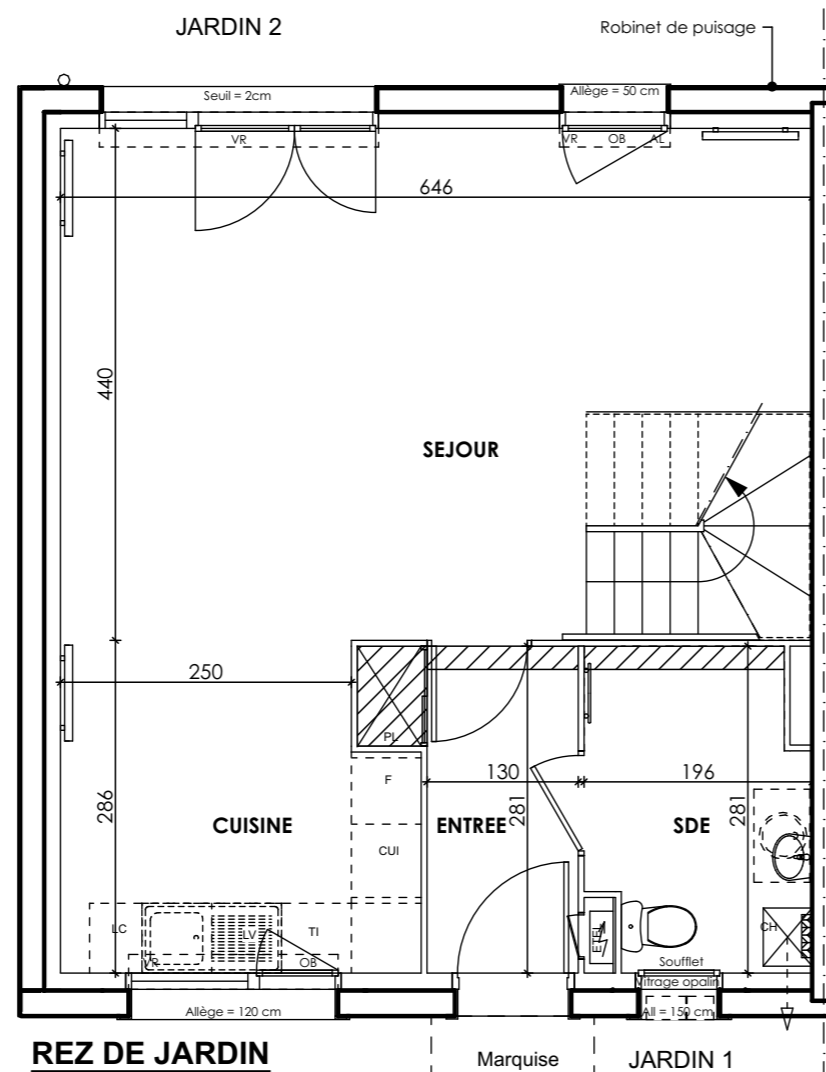 JARDIN 2
Robinet de puisage
Seuil = 2cm
Allège = 50 cm
VR
VR OB AL
646
440
SEJOUR
250
PL
F
130
196
286
CUISINE
ENTREE
281
SDE
281
CUI
LC
LV
TI
ETEL
CH
VR
OB
Soufflet
Vitrage opalin
Allège = 120 cm
All = 150 cm
REZ DE JARDIN
Marquise
JARDIN 1